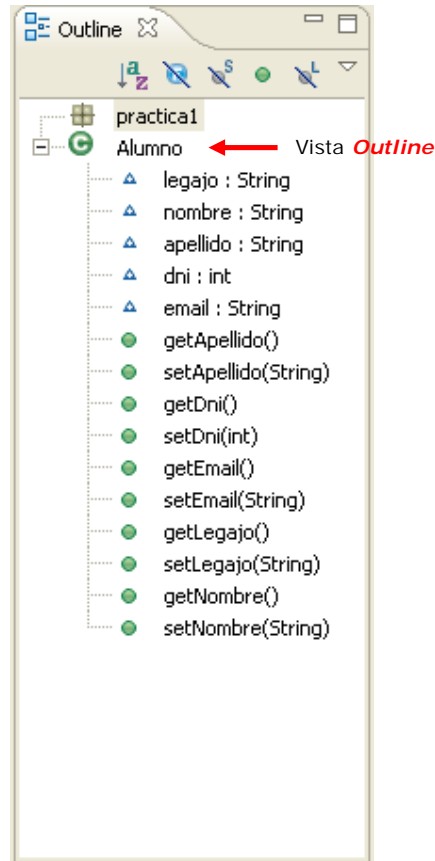 Outline
practica1
Alumno Vista Outline
legajo : String
nombre : String
apellido : String
dni : int
email : String
getApellido()
setApellido(String)
getDni()
setDni(int)
getEmail()
setEmail(String)
getLegajo()
setLegajo(String)
getNombre()
setNombre(String)